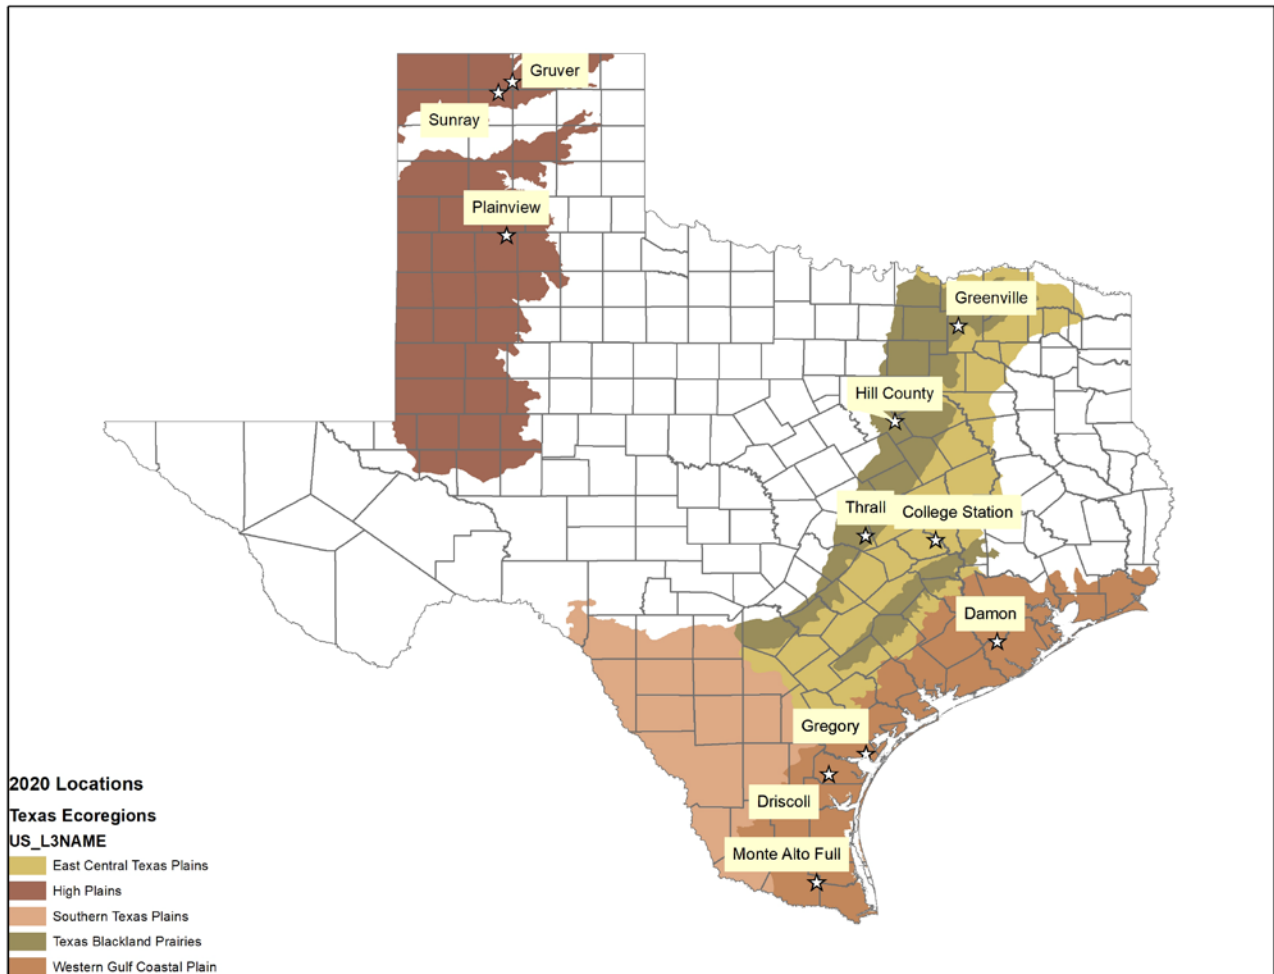 Gruver
Sunray
Plainview
Greenville
Hill County
Thrall
College Station
Damon
Gregory
Driscoll
Monte Alto Full
2020 Locations
Texas Ecoregions
US_L3NAME
East Central Texas Plains
High Plains
Southern Texas Plains
Texas Blackland Prairies
Western Gulf Coastal Plain